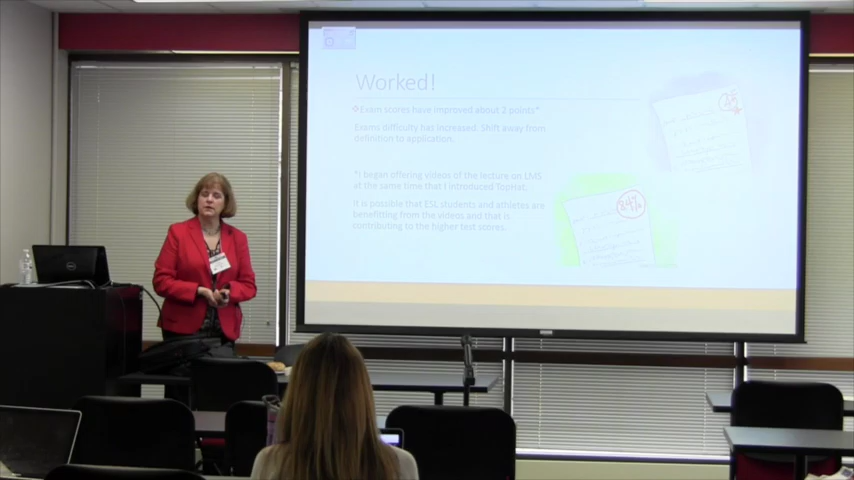 Worked!
❖Exam scores have improved about 2 points*
Exams difficulty has increased. Shift away from
definition to application.
*I began offering videos of the lecture on LMS
at the same time that I introduced TopHat.
It is possible that ESL students and athletes are
benefitting from the videos and that is
contributing to the higher test scores.
84%
DELL